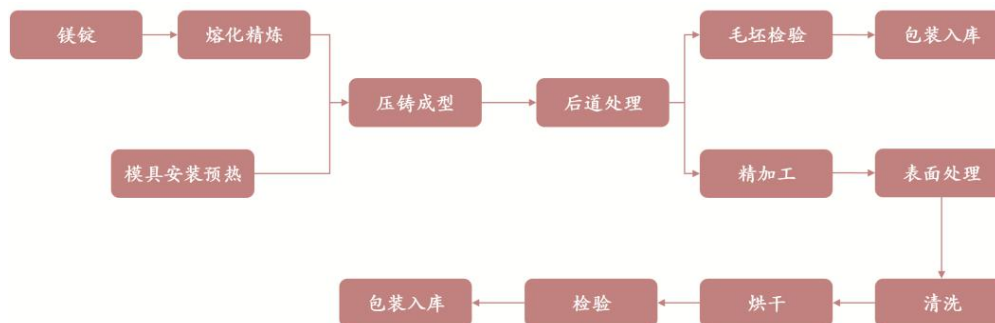 镁锭
熔化精炼
毛坯检验
包装入库
压铸成型
后道处理
模具安装预热
精加工
表面处理
包装入库
检验
烘干
清洗